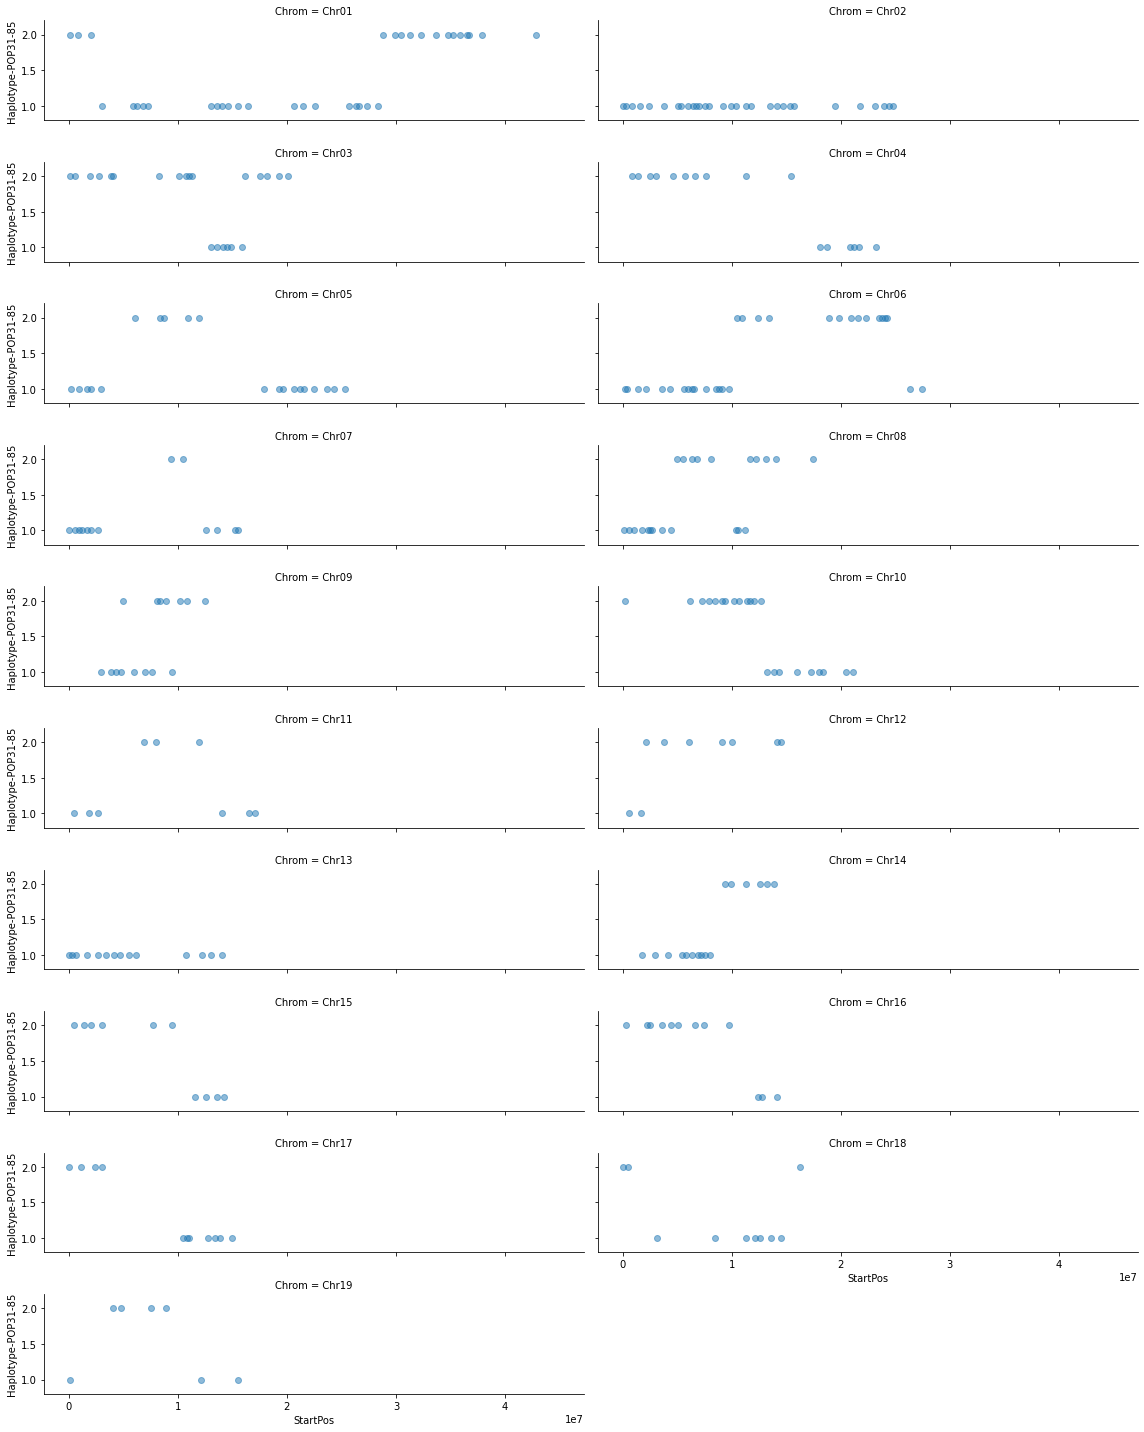 Chrom = Chr01
Chrom = Chr02
Haplotype-POP31-85
2.0
1.5
1.0
Chrom = Chr03
Chrom = Chr04
Haplotype-POP31-85
2.0
1.5
1.0
Chrom = Chr05
Chrom = Chr06
Haplotype-POP31-85
2.0
1.5
1.0
Chrom = Chr07
Chrom = Chr08
Haplotype-POP31-85
2.0
1.5
1.0
Chrom = Chr09
Chrom = Chr10
Haplotype-POP31-85
2.0
1.5
1.0
Chrom = Chr11
Chrom = Chr12
Haplotype-POP31-85
2.0
1.5
1.0
Chrom = Chr13
Chrom = Chr14
Haplotype-POP31-85
2.0
1.5
1.0
Chrom = Chr15
Chrom = Chr16
Haplotype-POP31-85
2.0
1.5
1.0
Chrom = Chr17
Chrom = Chr18
Haplotype-POP31-85
2.0
1.5
1.0
0 1 2 3 4
StartPos 1e7
Chrom = Chr19
Haplotype-POP31-85
2.0
1.5
1.0
0 1 2 3 4
StartPos 1e7